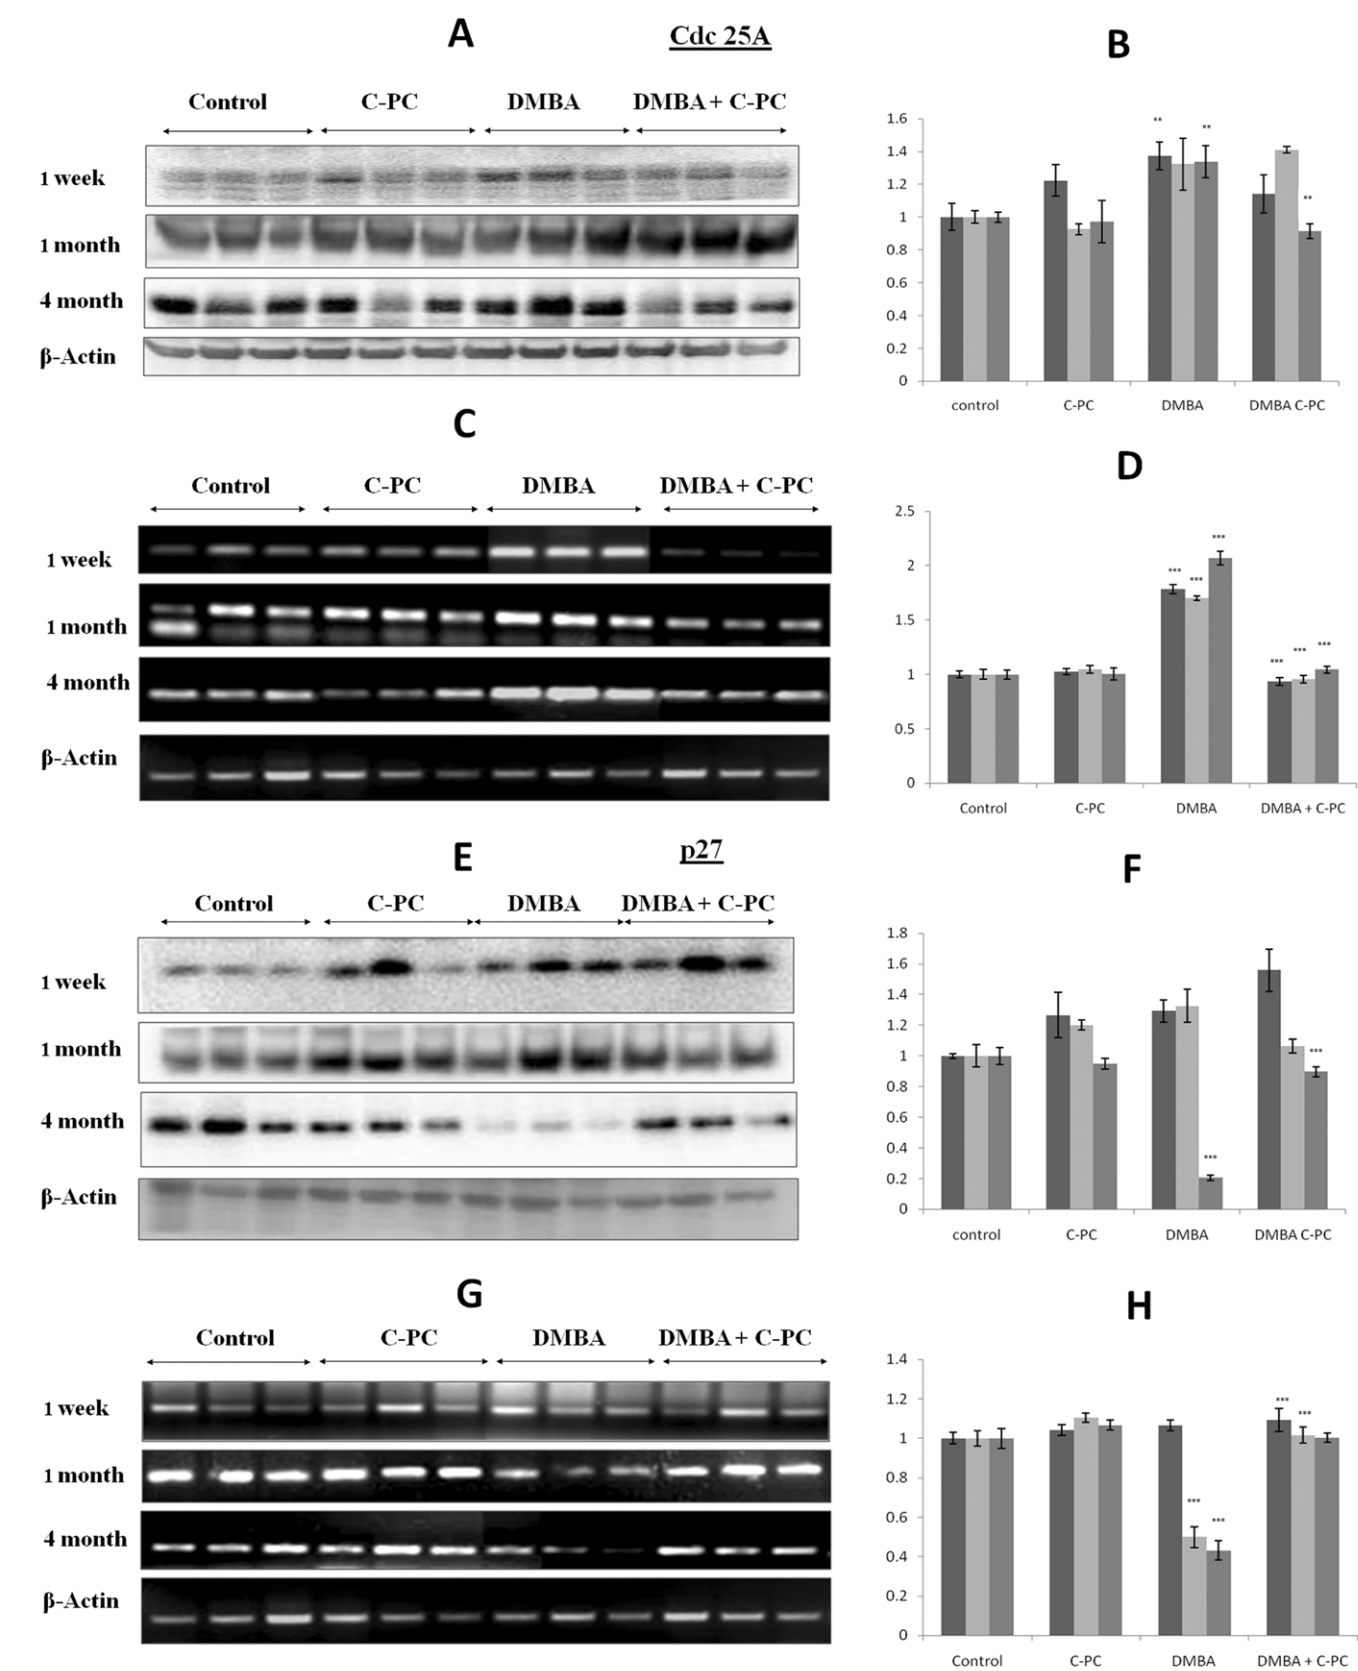 A
Cdc 25A
Control C-PC DMBA DMBA + C-PC
1 week
1 month
4 month
β-Actin
B
1.6
**
**
1.4
1.2
**
1
0.8
0.6
0.4
0.2
0
control C-PC DMBA DMBA C-PC
C
Control C-PC DMBA DMBA + C-PC
1 week
1 month
4 month
β-Actin
D
2.5
***
2
***
***
1.5
***
***
***
1
0.5
0
Control C-PC DMBA DMBA + C-PC
E
p27
Control C-PC DMBA DMBA + C-PC
1 week
1 month
4 month
β-Actin
F
1.8
1.6
1.4
1.2
***
1
0.8
0.6
0.4
***
0.2
0
control C-PC DMBA DMBA C-PC
G
Control C-PC DMBA DMBA + C-PC
1 week
1 month
4 month
β-Actin
H
1.4
1.2
***
***
1
0.8
***
0.6
***
0.4
0.2
0
Control C-PC DMBA DMBA + C-PC